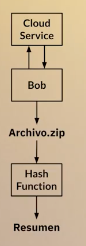 Cloud
Service
Bob
Archivo.zip
Hash
Function
Resumen